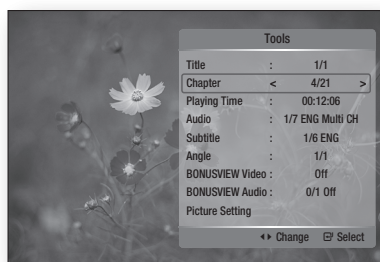 Tools
Title : 1/1
Chapter < 4/21 >
Playing Time : 00:12:06
Audio : 1/7 ENG Multi CH
Subtitle : 1/6 ENG
Angle : 1/1
BONUSVIEW Video : Off
BONUSVIEW Audio : 0/1 Off
Picture Setting
Change Select